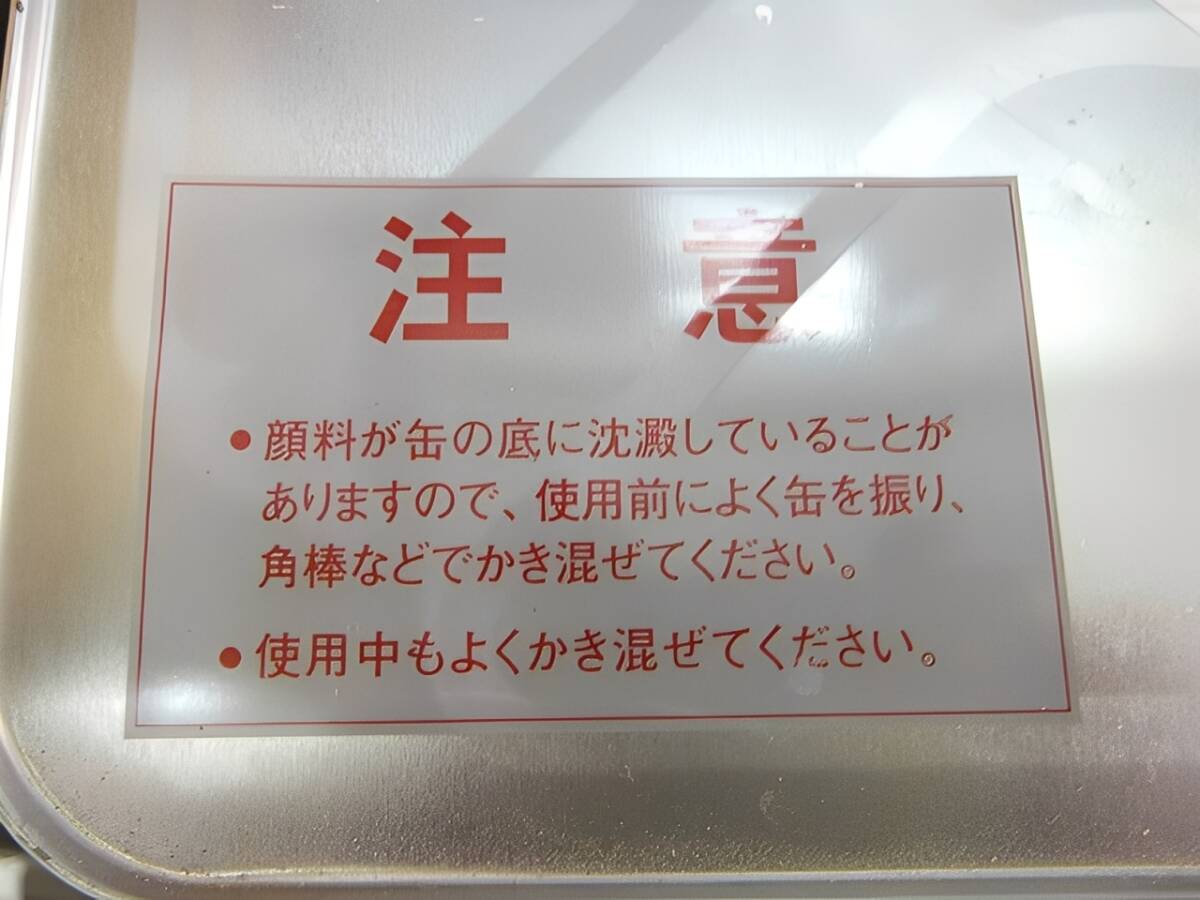 注　意
●顔料が缶の底に沈澱していることが
ありますので、使用前によく缶を振り、
角棒などでかき混ぜてください。
●使用中もよくかき混ぜてください。